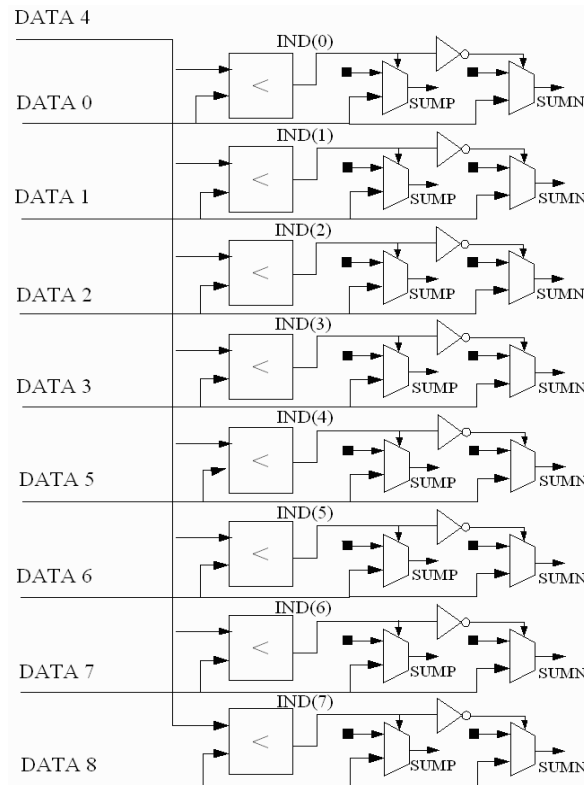 DATA 4
IND(0)
<
SUMP
SUMN
DATA 0
IND(1)
<
SUMP
SUMN
DATA 1
IND(2)
<
SUMP
SUMN
DATA 2
IND(3)
<
SUMP
SUMN
DATA 3
IND(4)
<
SUMP
SUMN
DATA 5
IND(5)
<
SUMP
SUMN
DATA 6
IND(6)
<
SUMP
SUMN
DATA 7
IND(7)
<
SUMP
SUMN
DATA 8